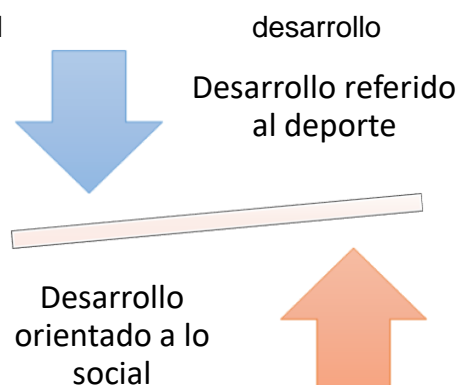 desarrollo
Desarrollo referido
al deporte
Desarrollo
orientado a lo
social